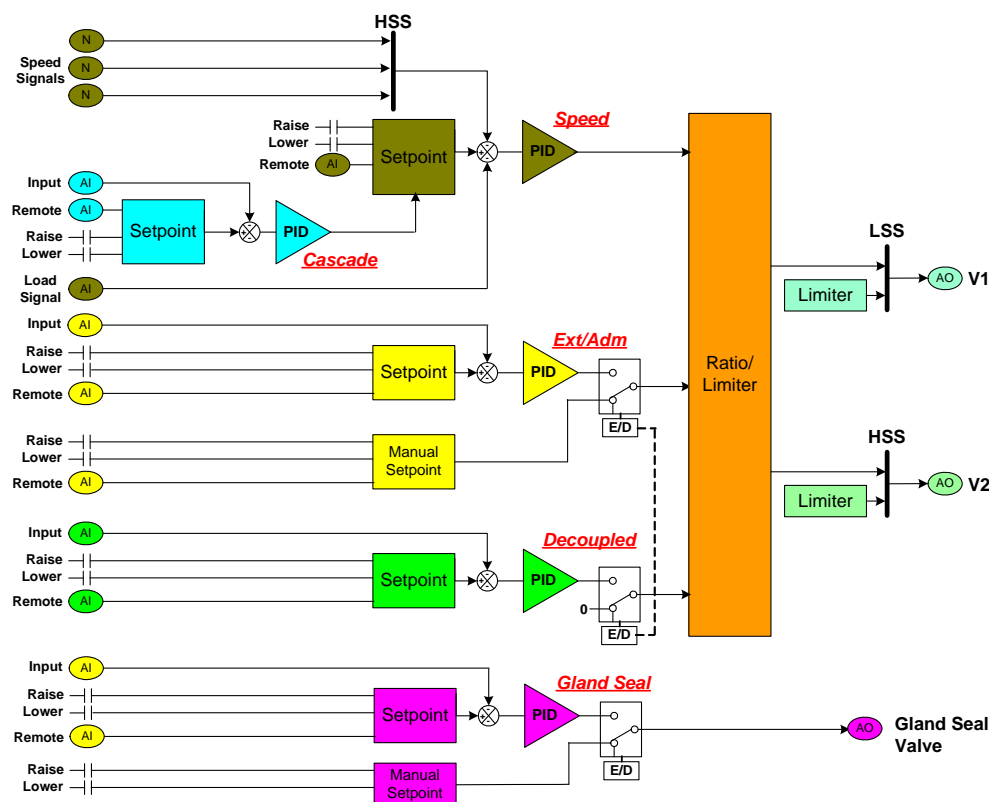 HSS
N
Speed
Signals
N
N
Raise
Lower
Remote
AI
Setpoint
PID
Speed
Input
AI
Remote
AI
Raise
Lower
Setpoint
PID
Cascade
Load
Signal
AI
Input
AI
Raise
Lower
Remote
AI
Setpoint
PID
Ext/Adm
E/D
Raise
Lower
Remote
AI
Manual
Setpoint
Input
AI
Raise
Lower
Remote
AI
Setpoint
PID
Decoupled
0
E/D
Ratio/
Limiter
LSS
Limiter
AO
V1
HSS
Limiter
AO
V2
Input
AI
Raise
Lower
Remote
AI
Setpoint
PID
Gland Seal
E/D
Raise
Lower
Manual
Setpoint
AO
Gland Seal
Valve